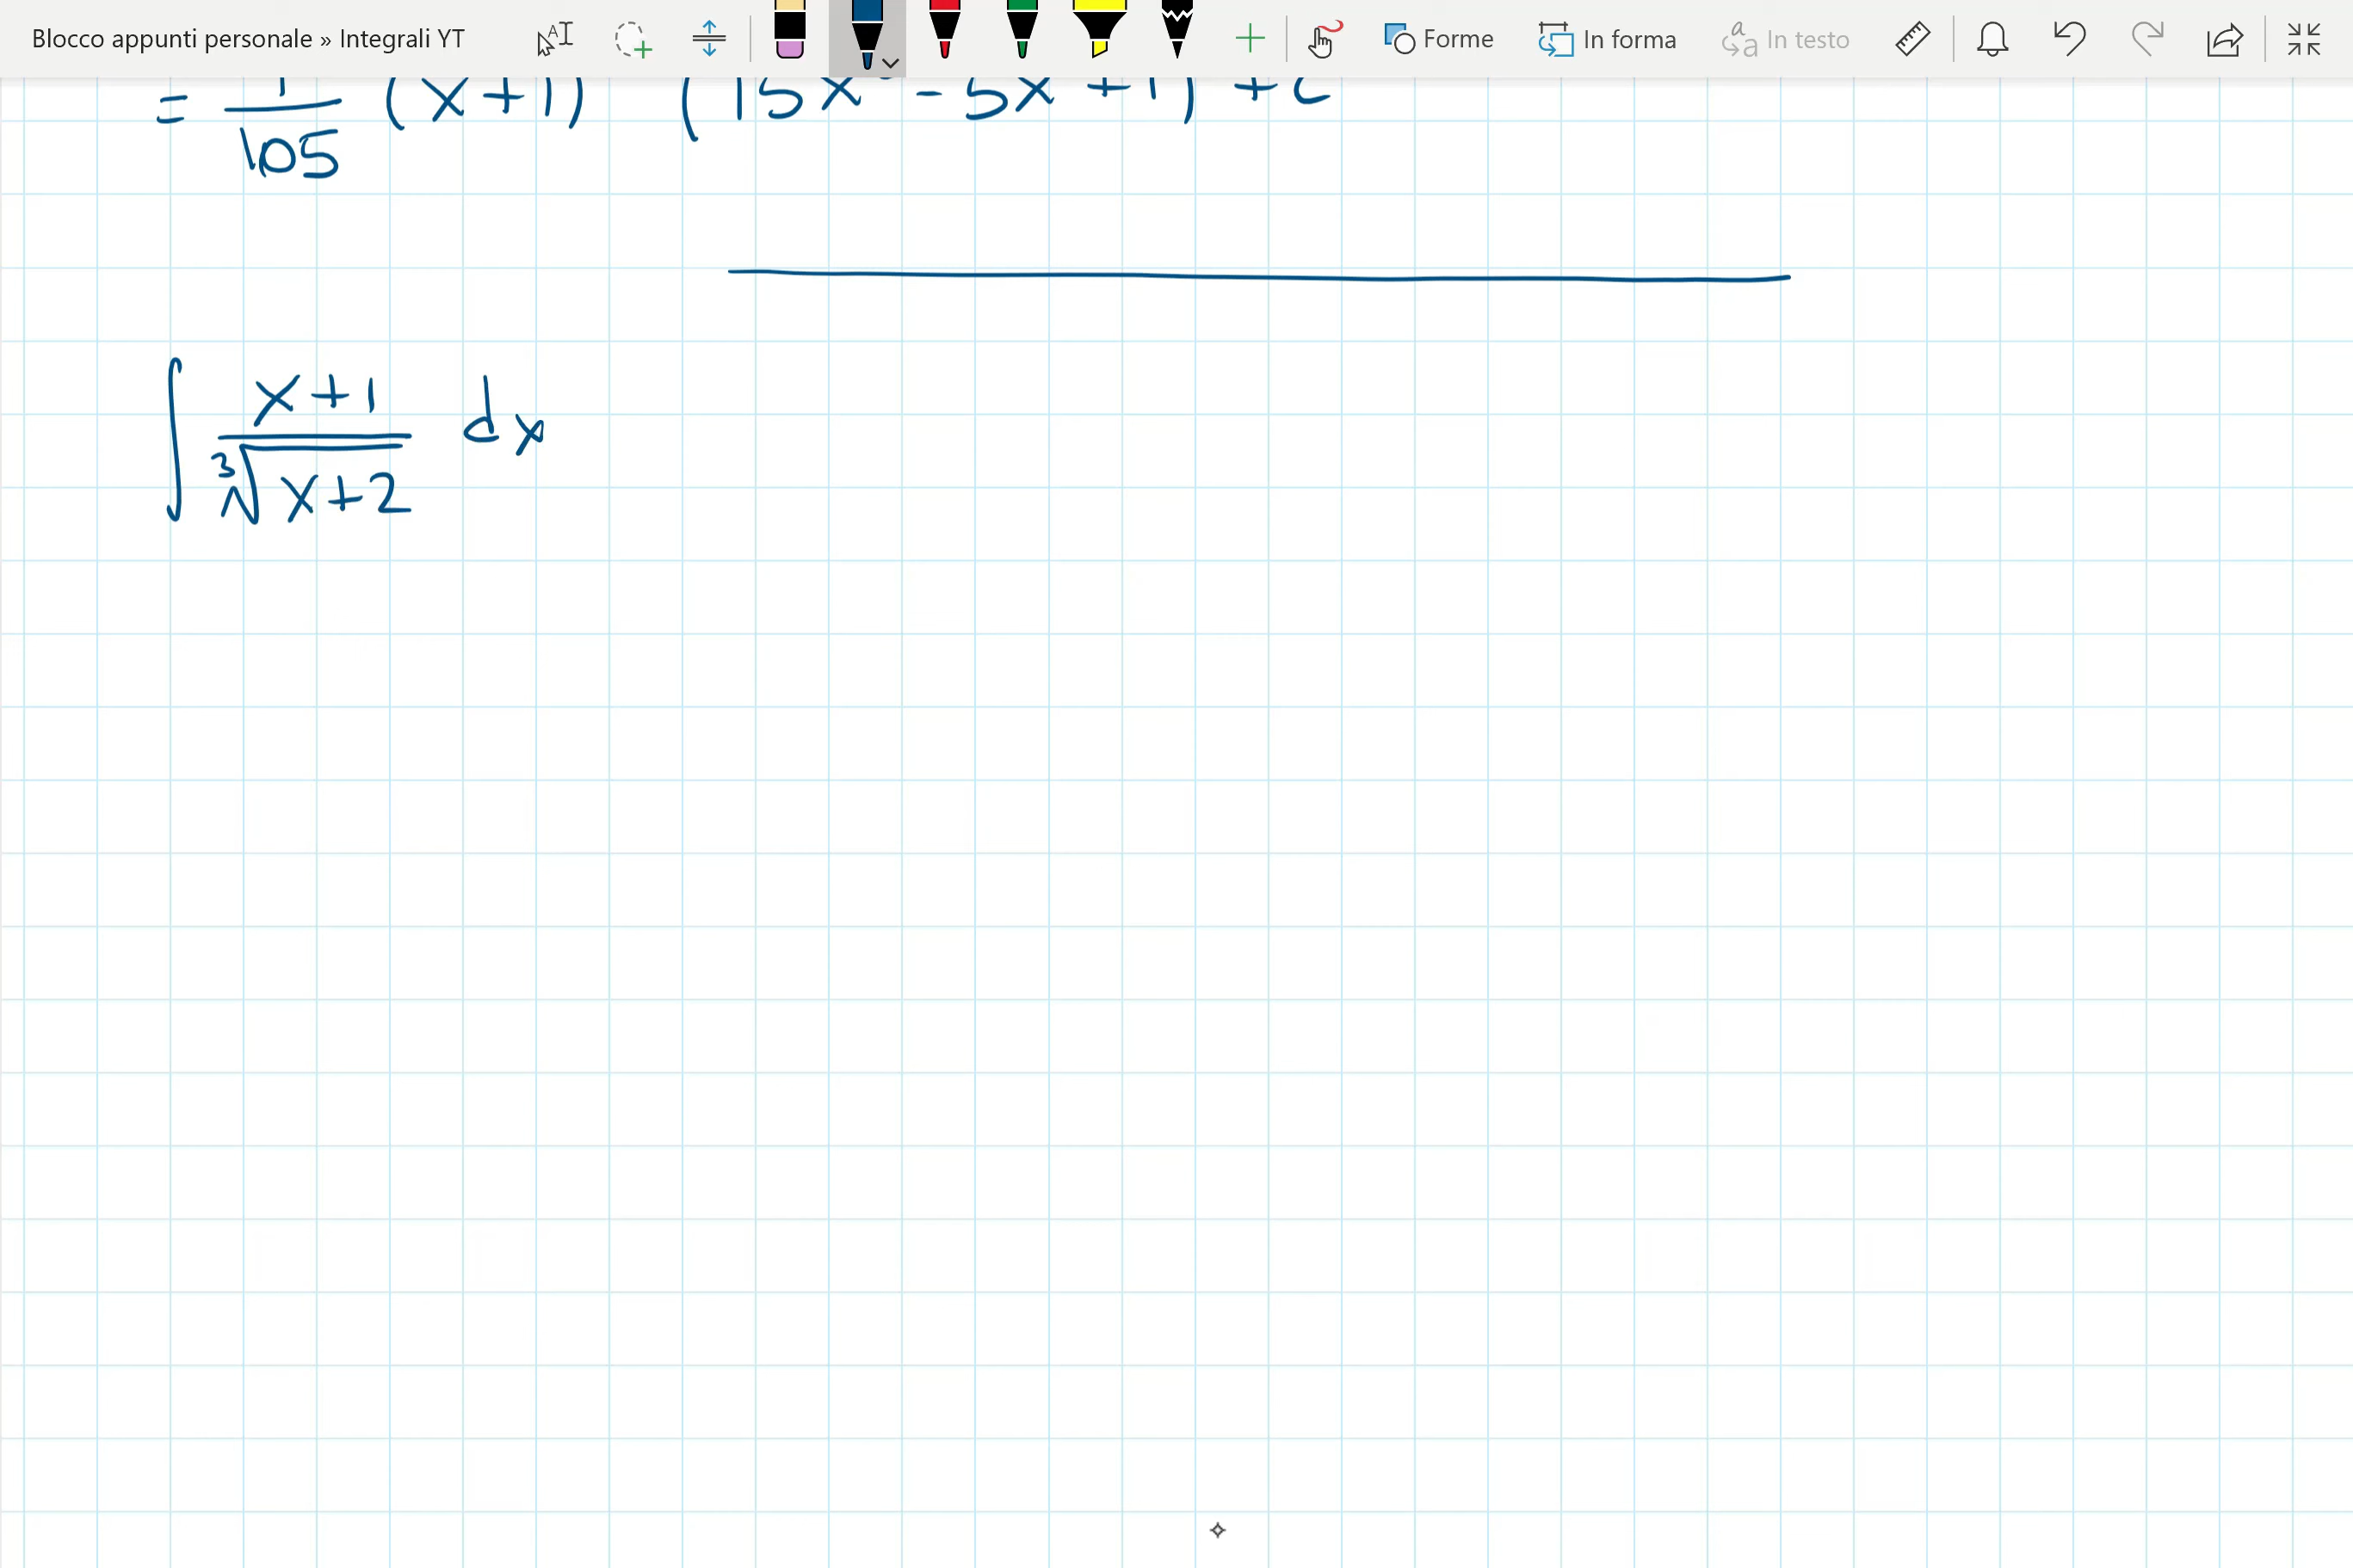 Blocco appunti personale » Integrali YT Forme In forma In testo
= 1/105 (x+1) (15x - 5x + 1) + C
∫ (x+1)/∛(x+2) dx